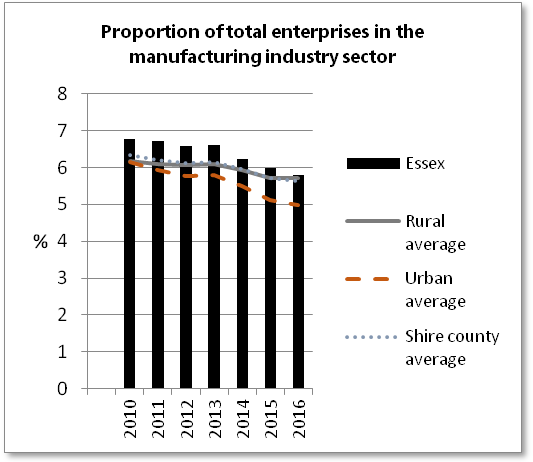 Proportion of total enterprises in the
manufacturing industry sector
8
7
6
5
% 4
3
2
1
0
2010
2011
2012
2013
2014
2015
2016
Essex
Rural
average
Urban
average
Shire county
average